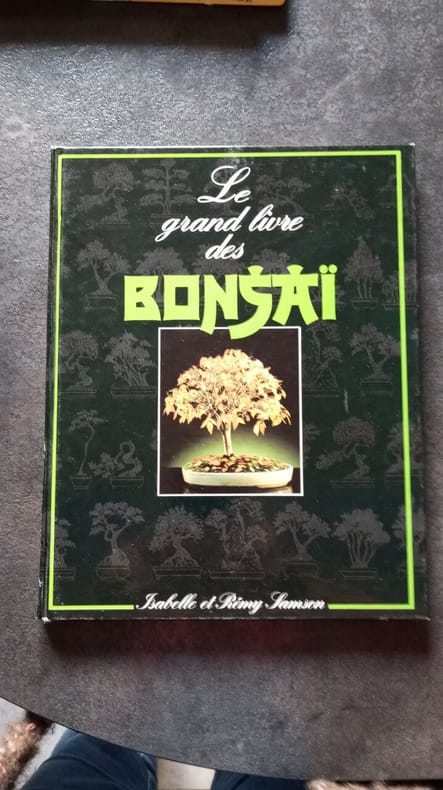 Le
grand livre
des
BONSAÏ
Isabelle et Rémy Samson